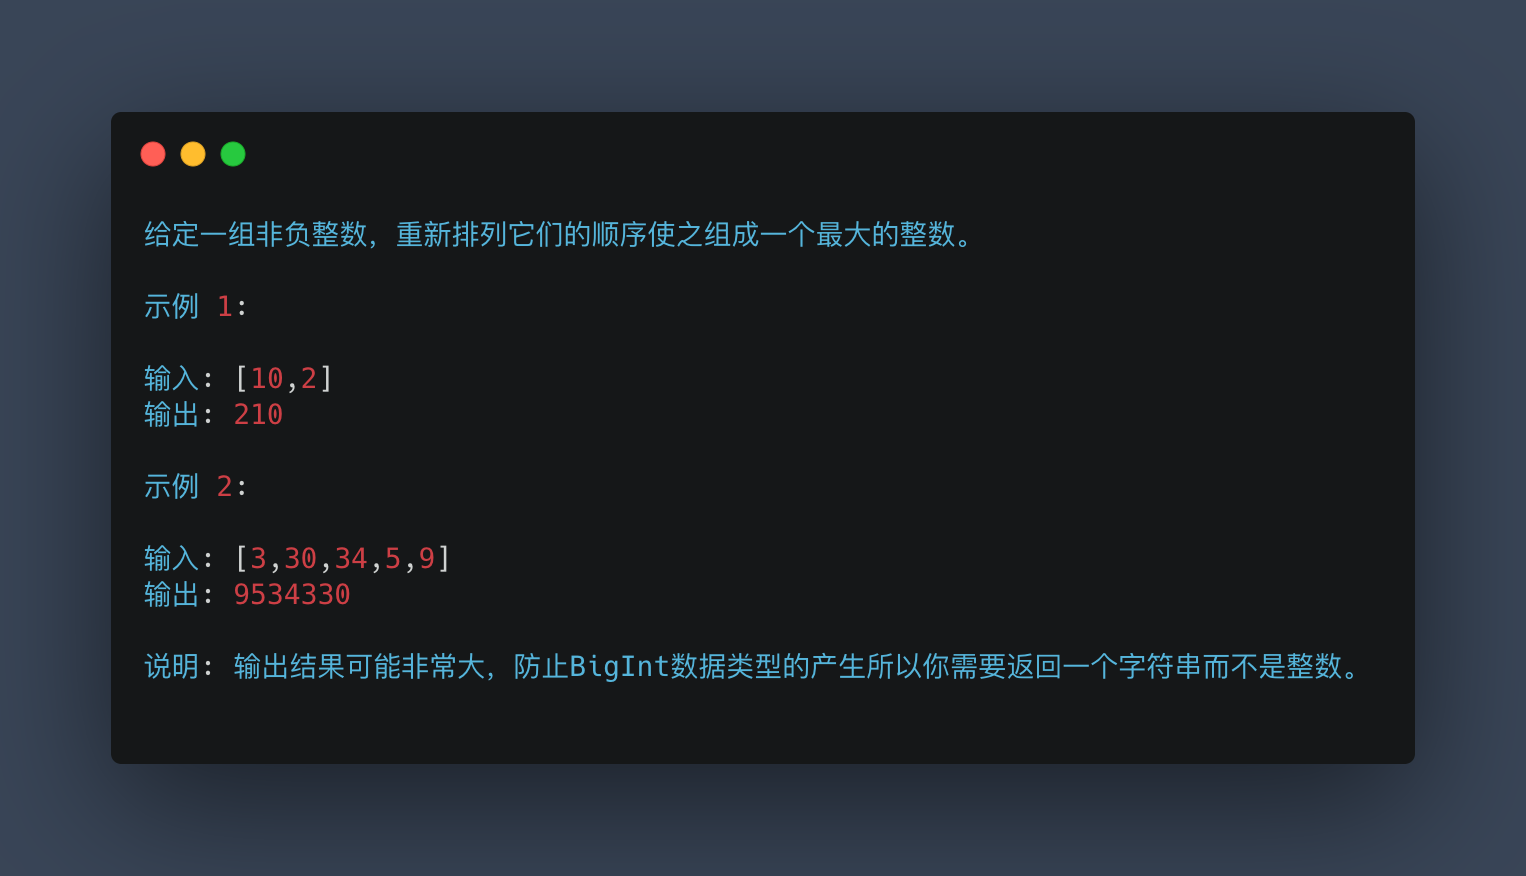 给定一组非负整数，重新排列它们的顺序使之组成一个最大的整数。
示例 1:
输入: [10,2]
输出: 210
示例 2:
输入: [3,30,34,5,9]
输出: 9534330
说明: 输出结果可能非常大，防止BigInt数据类型的产生所以你需要返回一个字符串而不是整数。